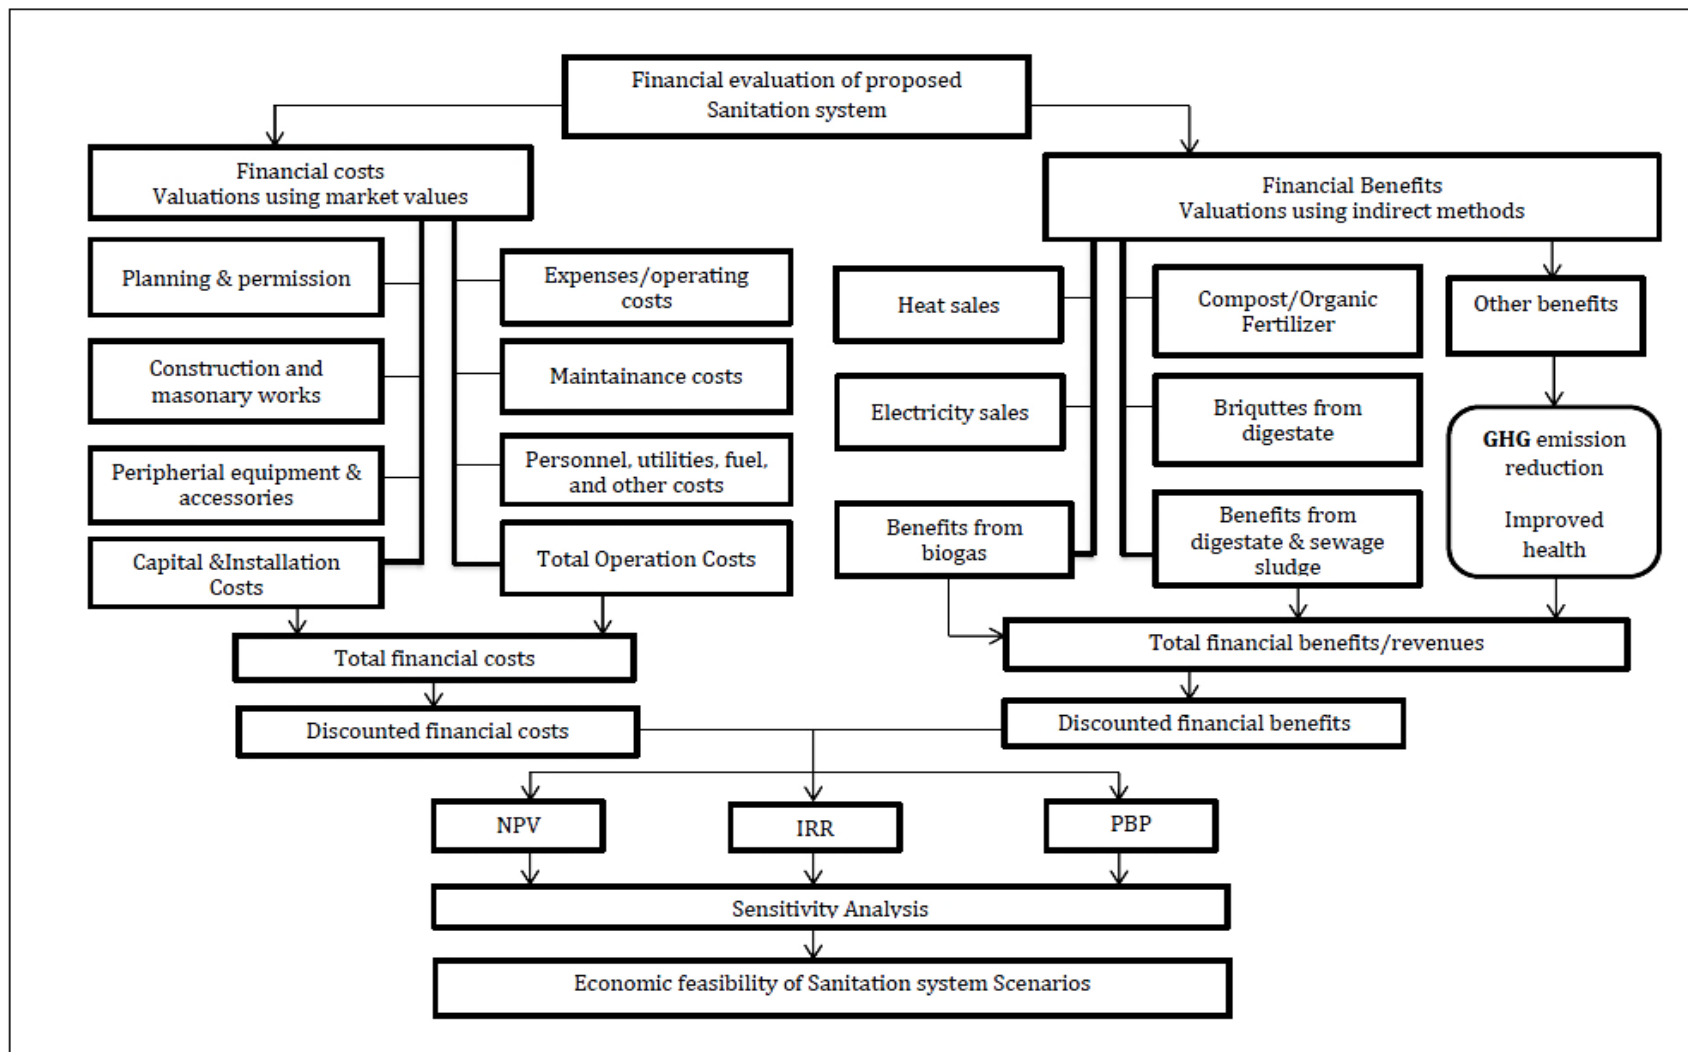 Financial evaluation of proposed
Sanitation system
Financial costs
Valuations using market values
Financial Benefits
Valuations using indirect methods
Planning & permission
Expenses/operating
costs
Heat sales
Compost/Organic
Fertilizer
Other benefits
Construction and
masonary works
Maintainance costs
Electricity sales
Briquttes from
digestate
GHG emission
reduction
Improved
health
Peripherial equipment &
accessories
Personnel, utilities, fuel,
and other costs
Benefits from
biogas
Benefits from
digestate & sewage
sludge
Capital &Installation
Costs
Total Operation Costs
Total financial costs
Total financial benefits/revenues
Discounted financial costs
Discounted financial benefits
NPV
IRR
PBP
Sensitivity Analysis
Economic feasibility of Sanitation system Scenarios